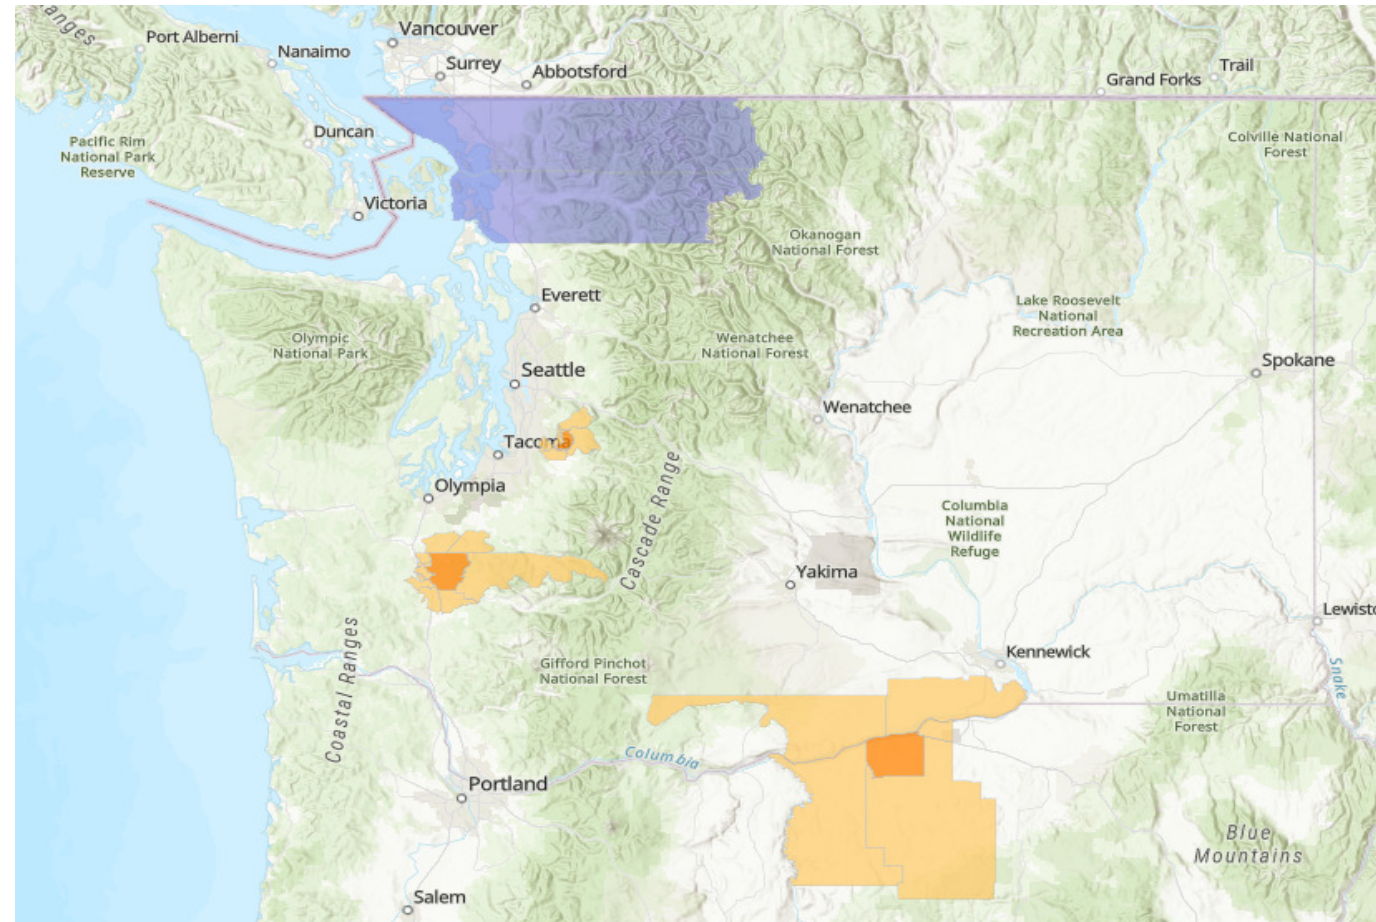 Ranges
Port Alberni
Vancouver
Nanaimo
Surrey
Abbotsford
Trail
Grand Forks
Duncan
Pacific Rim
National Park
Reserve
Colville National
Forest
Victoria
Okanogan
National Forest
Everett
Lake Roosevelt
National
Recreation Area
Olympic
National Park
Wenatchee
National Forest
Seattle
Spokane
Wenatchee
Tacoma
Olympia
Cascade Range
Columbia
National
Wildlife
Refuge
Yakima
Lewisto
Kennewick
Coastal Ranges
Gifford Pinchot
National Forest
Snake
Umatilla
National
Forest
Columbia
Portland
Blue
Mountains
Salem